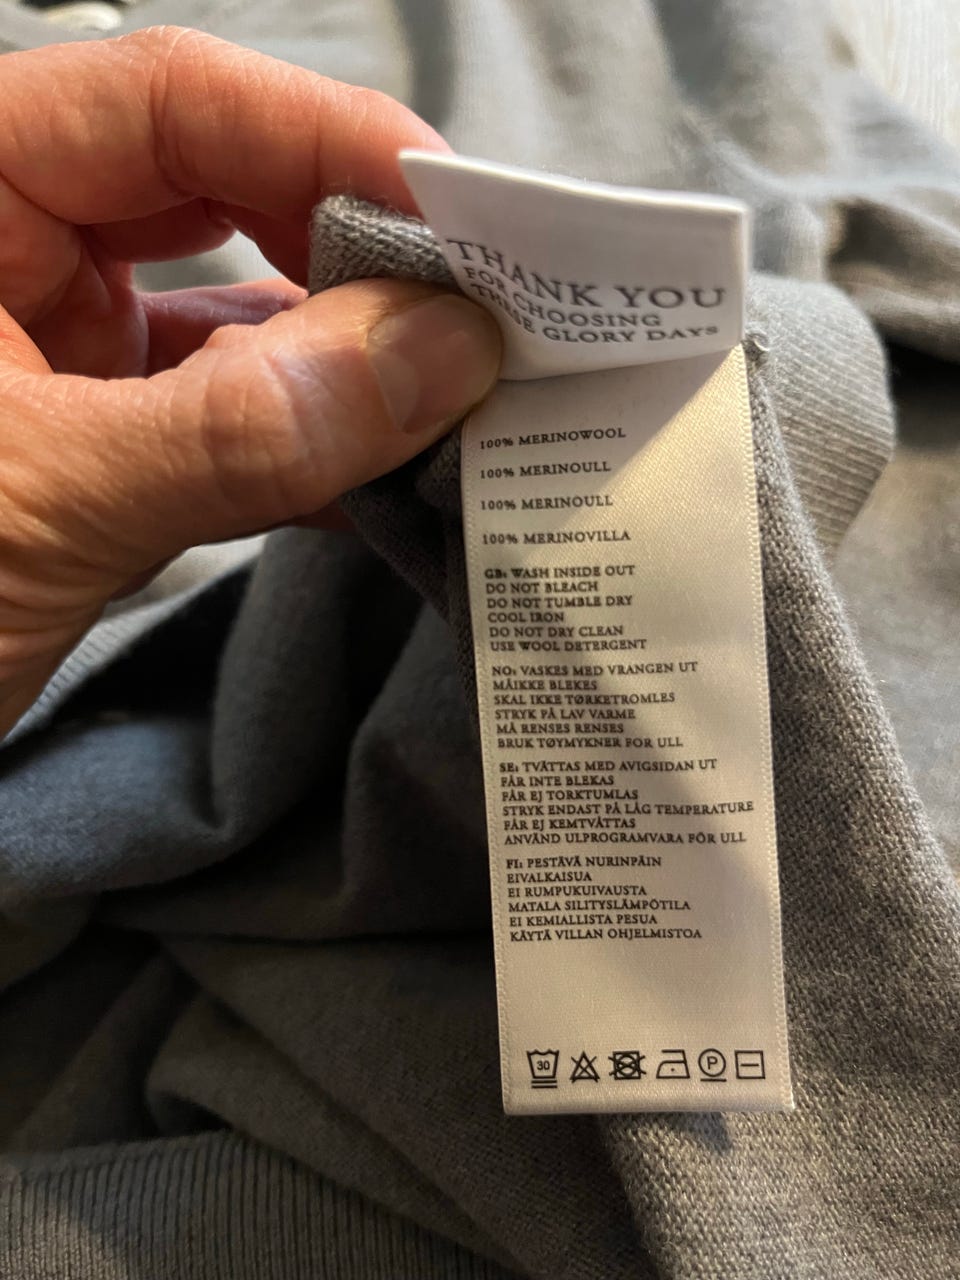 THANK YOU
FOR CHOOSING
GLORY DAYS
100% MERINOWOOL
100% MERINOULL
100% MERINOULL
100% MERINOVILLA
GB: WASH INSIDE OUT
DO NOT BLEACH
DO NOT TUMBLE DRY
COOL IRON
DO NOT DRY CLEAN
USE WOOL DETERGENT
NO: VASKES MED VRANGEN UT
MÅIKKE BLEKES
SKAL IKKE TØRKETROMLES
STRYK PÅ LAV VARME
MÅ RENSES RENSES
BRUK TØYMYKNER FOR ULL
SE: TVÄTTAS MED AVIGSIDAN UT
FÅR INTE BLEKAS
FÅR EJ TORKTUMLAS
STRYK ENDAST PÅ LÅG TEMPERATURE
FÅR EJ KEMTVÄTTAS
ANVÄND ULPROGRAMVARA FÖR ULL
FI: PESTÄVÄ NURINPÄIN
EIVALKAISUA
EI RUMPUKUIVAUSTA
MATALA SILITYSLÄMPÖTILA
EI KEMIALLISTA PESUA
KÄYTÄ VILLAN OHJELMISTOA
30 P